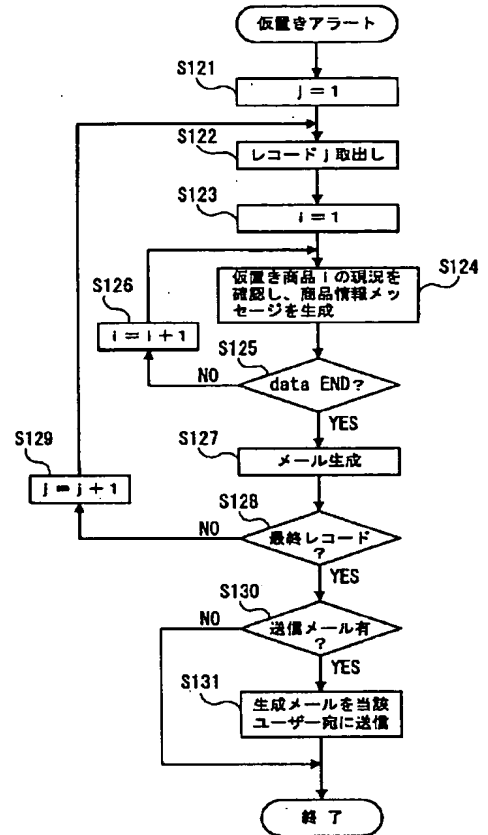 仮置きアラート
S121
j=1
S122
レコードj取出し
S123
i=1
S124
仮置き商品iの現況を
確認し、商品情報メッ
セージを生成
S126
i=i+1
S125
data END?
NO
YES
S127
メール生成
S129
j=j+1
S128
最終レコード
?
NO
YES
S130
送信メール有
?
NO
YES
S131
生成メールを当該
ユーザー宛に送信
終了